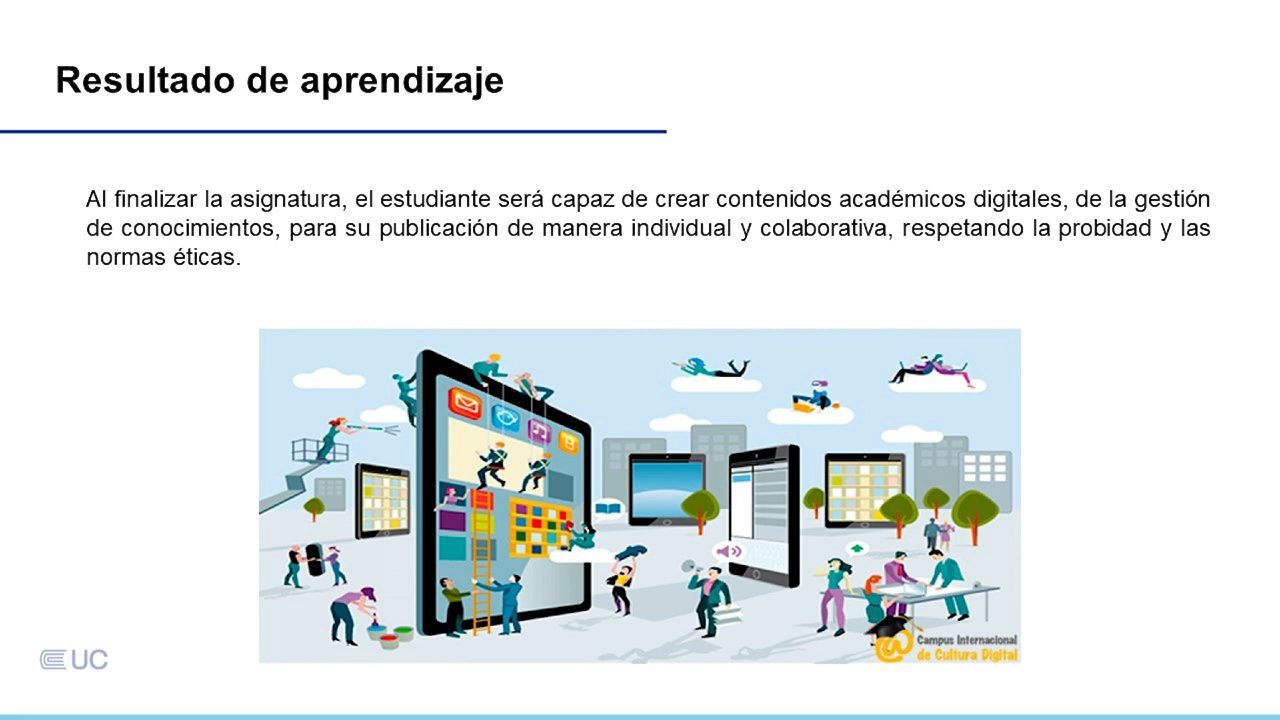 Resultado de aprendizaje
Al finalizar la asignatura, el estudiante será capaz de crear contenidos académicos digitales, de la gestión
de conocimientos, para su publicación de manera individual y colaborativa, respetando la probidad y las
normas éticas.
Campus Internacional
de Cultura Digital
UC